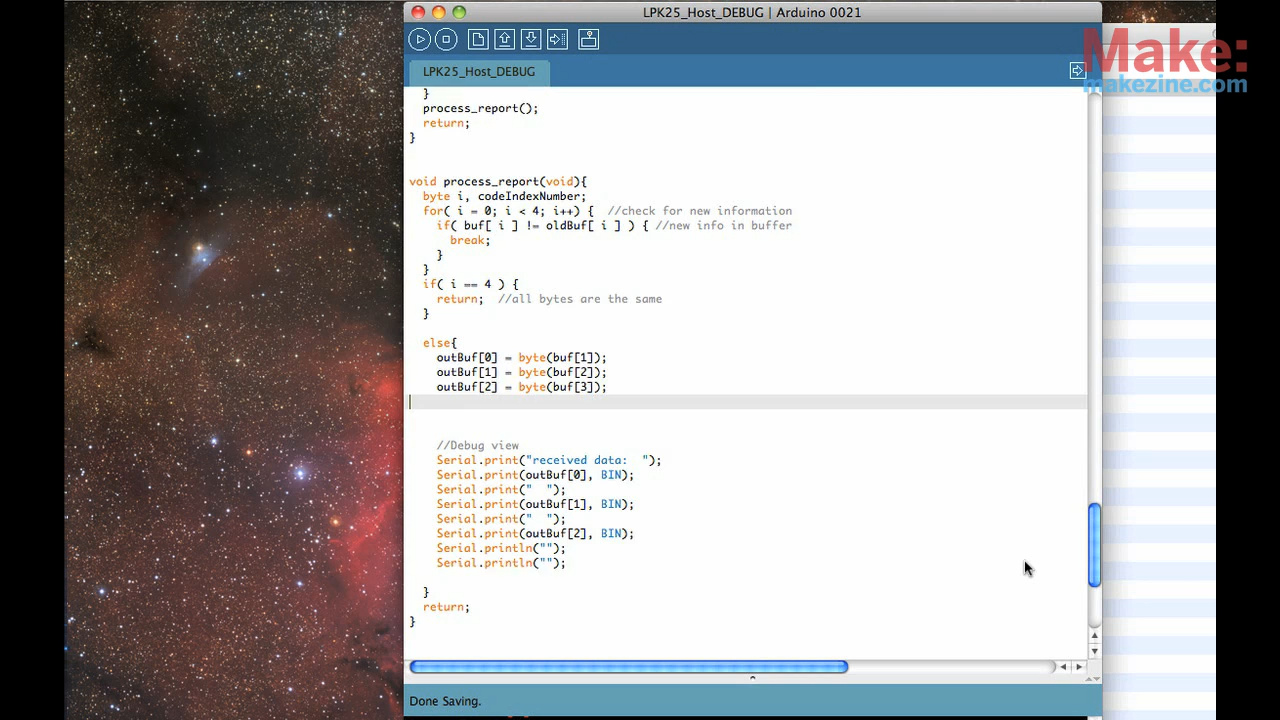 LPK25_Host_DEBUG | Arduino 0021
Make:
makezine.com
LPK25_Host_DEBUG
}
process_report();
return;
}
void process_report(void){
byte i, codeIndexNumber;
for( i = 0; i < 4; i++) {  //check for new information
if( buf[ i ] != oldBuf[ i ] ) { //new info in buffer
break;
}
}
if( i == 4 ) {
return;  //all bytes are the same
}
else{
outBuf[0] = byte(buf[1]);
outBuf[1] = byte(buf[2]);
outBuf[2] = byte(buf[3]);
//Debug view
Serial.print("received data:  ");
Serial.print(outBuf[0], BIN);
Serial.print("  ");
Serial.print(outBuf[1], BIN);
Serial.print("  ");
Serial.print(outBuf[2], BIN);
Serial.println("");
Serial.println("");
}
return;
}
Done Saving.